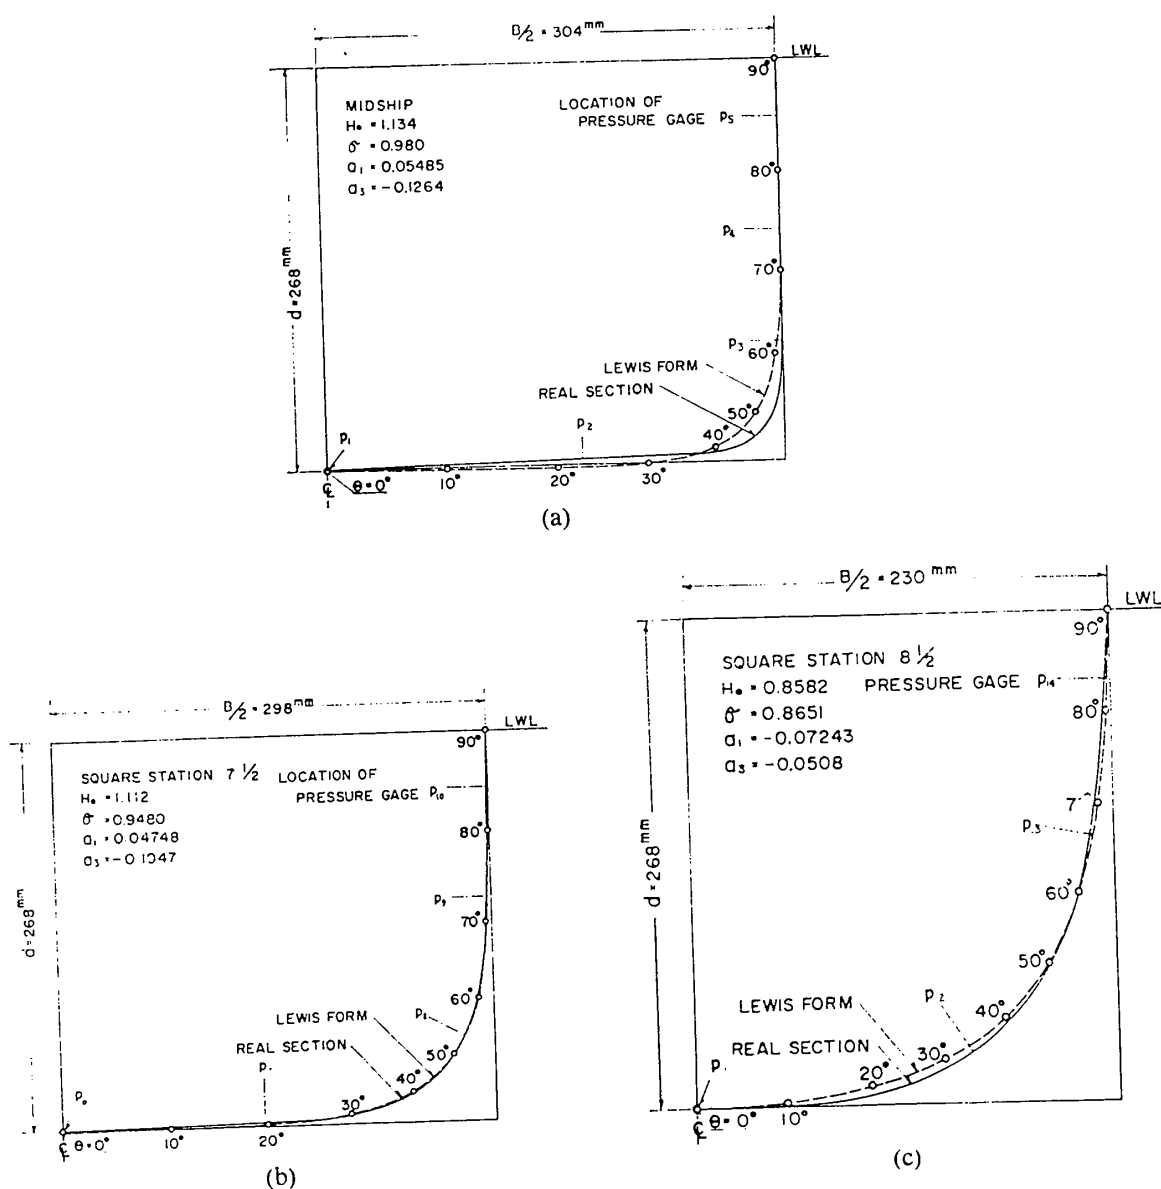 B/2 = 304mm
LWL
90°
MIDSHIP
H₀ = 1.134
σ = 0.980
a₁ = 0.05485
a₃ = -0.1264
LOCATION OF
PRESSURE GAGE P₅
80°
P₄
d = 268mm
70°
P₃
60°
LEWIS FORM
REAL SECTION
50°
40°
P₂
P₁
℄
θ = 0°
10°
20°
30°
(a)
B/2 = 298mm
LWL
90°
SQUARE STATION 7 1/2
H₀ = 1.112
σ = 0.9480
a₁ = 0.04748
LOCATION OF
PRESSURE GAGE P₁₀
80°
d = 268mm
P₉
70°
60°
P₈
LEWIS FORM
REAL SECTION
50°
40°
30°
℄
θ = 0°
10°
20°
(b)
B/2 = 230 mm
LWL
90°
SQUARE STATION 8 1/2
H₀ = 0.8582
PRESSURE GAGE P₁₄
σ = 0.8651
a₁ = -0.07243
a₃ = -0.0508
80°
d = 268mm
60°
50°
LEWIS FORM
40°
REAL SECTION
30°
20°
℄
θ = 0°
10°
(c)